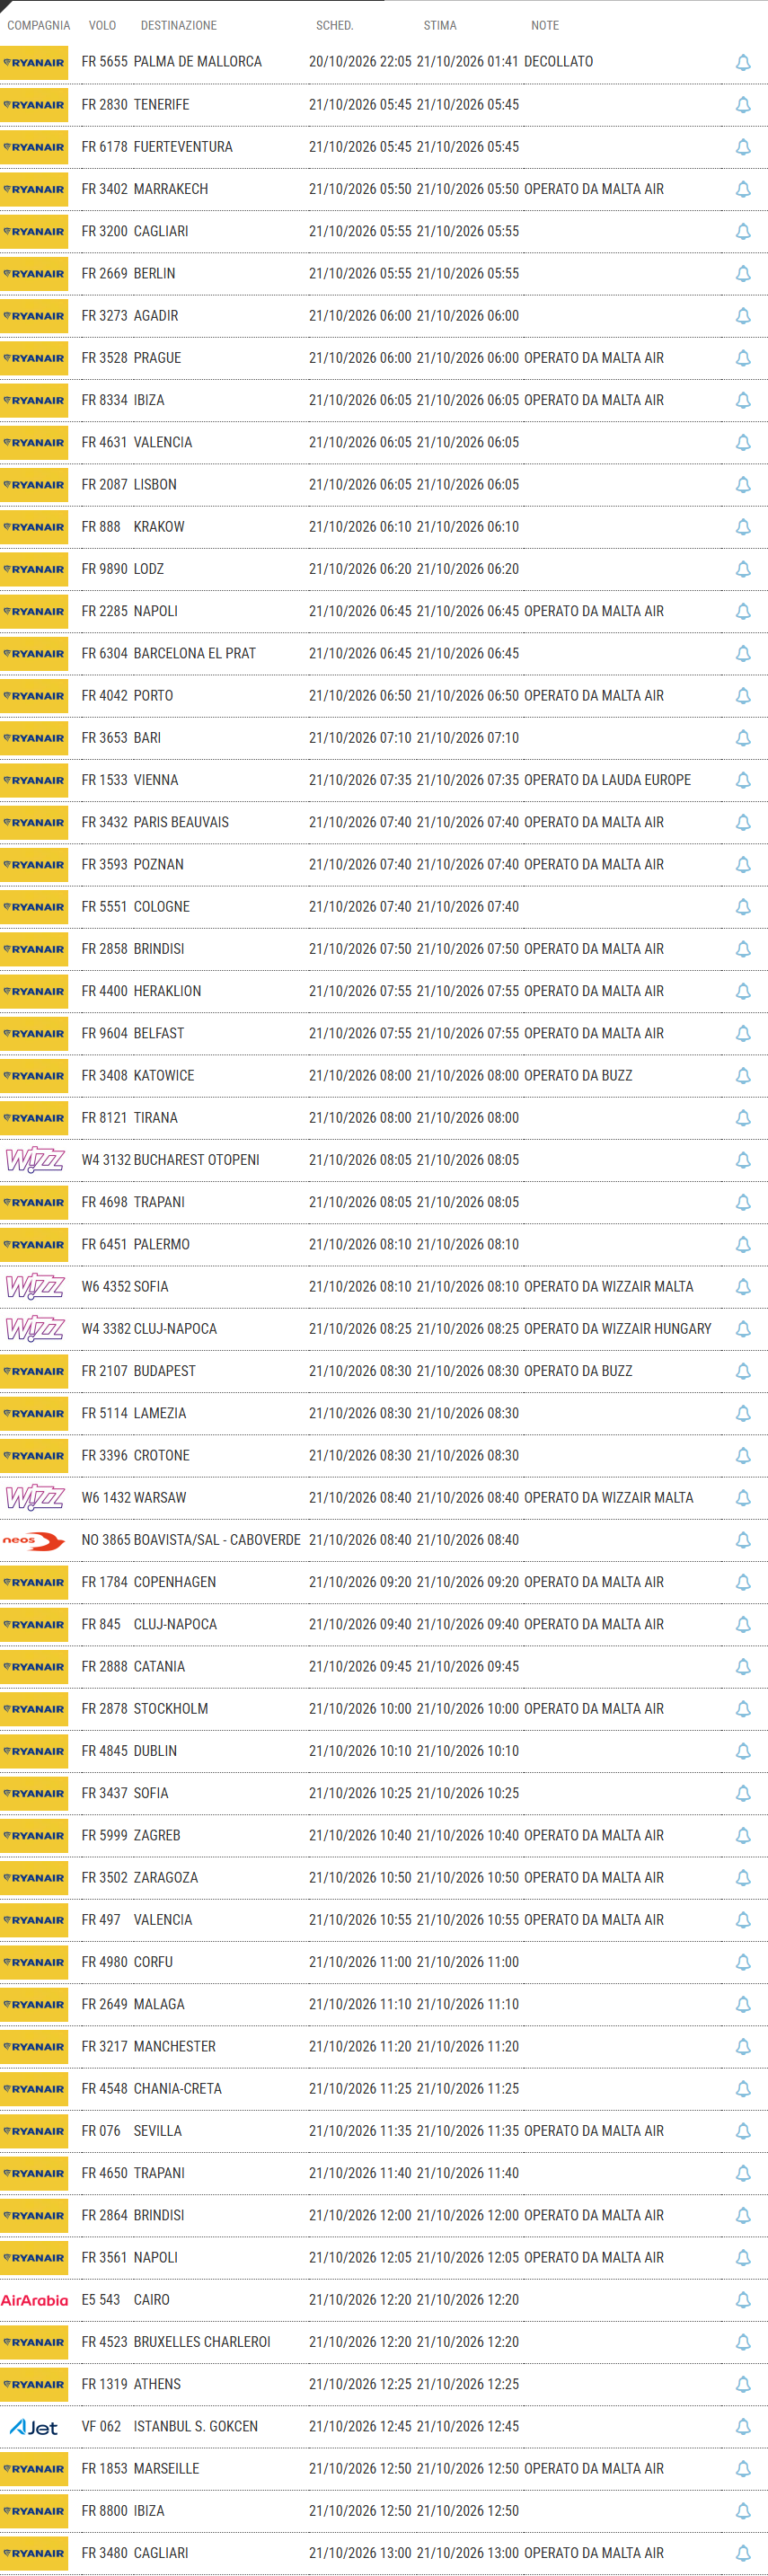 COMPAGNIA VOLO DESTINAZIONE SCHED. STIMA NOTE
RYANAIR FR 5655 PALMA DE MALLORCA 20/10/2026 22:05 21/10/2026 01:41 DECOLLATO
RYANAIR FR 2830 TENERIFE 21/10/2026 05:45 21/10/2026 05:45
RYANAIR FR 6178 FUERTEVENTURA 21/10/2026 05:45 21/10/2026 05:45
RYANAIR FR 3402 MARRAKECH 21/10/2026 05:50 21/10/2026 05:50 OPERATO DA MALTA AIR
RYANAIR FR 3200 CAGLIARI 21/10/2026 05:55 21/10/2026 05:55
RYANAIR FR 2669 BERLIN 21/10/2026 05:55 21/10/2026 05:55
RYANAIR FR 3273 AGADIR 21/10/2026 06:00 21/10/2026 06:00
RYANAIR FR 3528 PRAGUE 21/10/2026 06:00 21/10/2026 06:00 OPERATO DA MALTA AIR
RYANAIR FR 8334 IBIZA 21/10/2026 06:05 21/10/2026 06:05 OPERATO DA MALTA AIR
RYANAIR FR 4631 VALENCIA 21/10/2026 06:05 21/10/2026 06:05
RYANAIR FR 2087 LISBON 21/10/2026 06:05 21/10/2026 06:05
RYANAIR FR 888 KRAKOW 21/10/2026 06:10 21/10/2026 06:10
RYANAIR FR 9890 LODZ 21/10/2026 06:20 21/10/2026 06:20
RYANAIR FR 2285 NAPOLI 21/10/2026 06:45 21/10/2026 06:45 OPERATO DA MALTA AIR
RYANAIR FR 6304 BARCELONA EL PRAT 21/10/2026 06:45 21/10/2026 06:45
RYANAIR FR 4042 PORTO 21/10/2026 06:50 21/10/2026 06:50 OPERATO DA MALTA AIR
RYANAIR FR 3653 BARI 21/10/2026 07:10 21/10/2026 07:10
RYANAIR FR 1533 VIENNA 21/10/2026 07:35 21/10/2026 07:35 OPERATO DA LAUDA EUROPE
RYANAIR FR 3432 PARIS BEAUVAIS 21/10/2026 07:40 21/10/2026 07:40 OPERATO DA MALTA AIR
RYANAIR FR 3593 POZNAN 21/10/2026 07:40 21/10/2026 07:40 OPERATO DA MALTA AIR
RYANAIR FR 5551 COLOGNE 21/10/2026 07:40 21/10/2026 07:40
RYANAIR FR 2858 BRINDISI 21/10/2026 07:50 21/10/2026 07:50 OPERATO DA MALTA AIR
RYANAIR FR 4400 HERAKLION 21/10/2026 07:55 21/10/2026 07:55 OPERATO DA MALTA AIR
RYANAIR FR 9604 BELFAST 21/10/2026 07:55 21/10/2026 07:55 OPERATO DA MALTA AIR
RYANAIR FR 3408 KATOWICE 21/10/2026 08:00 21/10/2026 08:00 OPERATO DA BUZZ
RYANAIR FR 8121 TIRANA 21/10/2026 08:00 21/10/2026 08:00
WIZZ W4 3132 BUCHAREST OTOPENI 21/10/2026 08:05 21/10/2026 08:05
RYANAIR FR 4698 TRAPANI 21/10/2026 08:05 21/10/2026 08:05
RYANAIR FR 6451 PALERMO 21/10/2026 08:10 21/10/2026 08:10
WIZZ W6 4352 SOFIA 21/10/2026 08:10 21/10/2026 08:10 OPERATO DA WIZZAIR MALTA
WIZZ W4 3382 CLUJ-NAPOCA 21/10/2026 08:25 21/10/2026 08:25 OPERATO DA WIZZAIR HUNGARY
RYANAIR FR 2107 BUDAPEST 21/10/2026 08:30 21/10/2026 08:30 OPERATO DA BUZZ
RYANAIR FR 5114 LAMEZIA 21/10/2026 08:30 21/10/2026 08:30
RYANAIR FR 3396 CROTONE 21/10/2026 08:30 21/10/2026 08:30
WIZZ W6 1432 WARSAW 21/10/2026 08:40 21/10/2026 08:40 OPERATO DA WIZZAIR MALTA
neos NO 3865 BOAVISTA/SAL - CABOVERDE 21/10/2026 08:40 21/10/2026 08:40
RYANAIR FR 1784 COPENHAGEN 21/10/2026 09:20 21/10/2026 09:20 OPERATO DA MALTA AIR
RYANAIR FR 845 CLUJ-NAPOCA 21/10/2026 09:40 21/10/2026 09:40 OPERATO DA MALTA AIR
RYANAIR FR 2888 CATANIA 21/10/2026 09:45 21/10/2026 09:45
RYANAIR FR 2878 STOCKHOLM 21/10/2026 10:00 21/10/2026 10:00 OPERATO DA MALTA AIR
RYANAIR FR 4845 DUBLIN 21/10/2026 10:10 21/10/2026 10:10
RYANAIR FR 3437 SOFIA 21/10/2026 10:25 21/10/2026 10:25
RYANAIR FR 5999 ZAGREB 21/10/2026 10:40 21/10/2026 10:40 OPERATO DA MALTA AIR
RYANAIR FR 3502 ZARAGOZA 21/10/2026 10:50 21/10/2026 10:50 OPERATO DA MALTA AIR
RYANAIR FR 497 VALENCIA 21/10/2026 10:55 21/10/2026 10:55 OPERATO DA MALTA AIR
RYANAIR FR 4980 CORFU 21/10/2026 11:00 21/10/2026 11:00
RYANAIR FR 2649 MALAGA 21/10/2026 11:10 21/10/2026 11:10
RYANAIR FR 3217 MANCHESTER 21/10/2026 11:20 21/10/2026 11:20
RYANAIR FR 4548 CHANIA-CRETA 21/10/2026 11:25 21/10/2026 11:25
RYANAIR FR 076 SEVILLA 21/10/2026 11:35 21/10/2026 11:35 OPERATO DA MALTA AIR
RYANAIR FR 4650 TRAPANI 21/10/2026 11:40 21/10/2026 11:40
RYANAIR FR 2864 BRINDISI 21/10/2026 12:00 21/10/2026 12:00 OPERATO DA MALTA AIR
RYANAIR FR 3561 NAPOLI 21/10/2026 12:05 21/10/2026 12:05 OPERATO DA MALTA AIR
AirArabia E5 543 CAIRO 21/10/2026 12:20 21/10/2026 12:20
RYANAIR FR 4523 BRUXELLES CHARLEROI 21/10/2026 12:20 21/10/2026 12:20
RYANAIR FR 1319 ATHENS 21/10/2026 12:25 21/10/2026 12:25
AJet VF 062 ISTANBUL S. GOKCEN 21/10/2026 12:45 21/10/2026 12:45
RYANAIR FR 1853 MARSEILLE 21/10/2026 12:50 21/10/2026 12:50 OPERATO DA MALTA AIR
RYANAIR FR 8800 IBIZA 21/10/2026 12:50 21/10/2026 12:50
RYANAIR FR 3480 CAGLIARI 21/10/2026 13:00 21/10/2026 13:00 OPERATO DA MALTA AIR